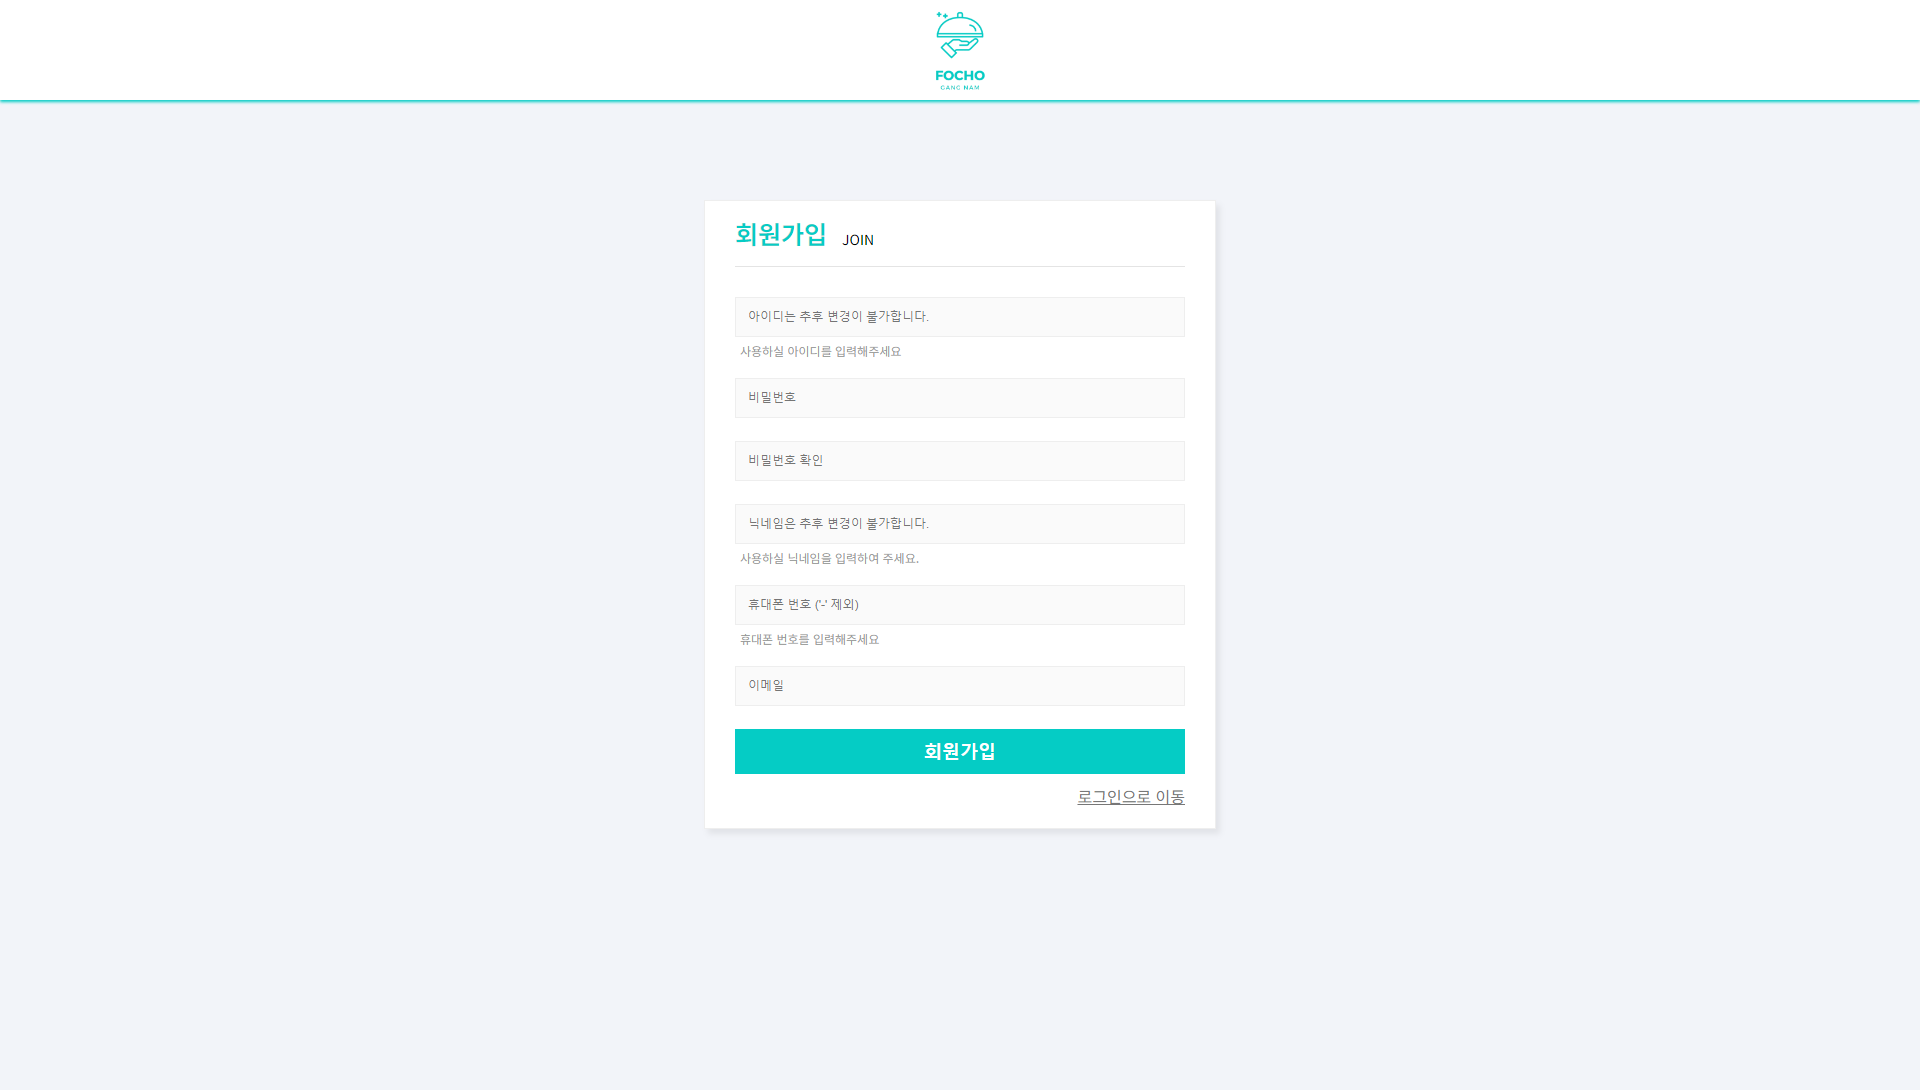 FOCHO
GANG NAM
회원가입 JOIN
아이디는 추후 변경이 불가합니다.
사용하실 아이디를 입력해주세요
비밀번호
비밀번호 확인
닉네임은 추후 변경이 불가합니다.
사용하실 닉네임을 입력하여 주세요.
휴대폰 번호 ('-' 제외)
휴대폰 번호를 입력해주세요
이메일
회원가입
로그인으로 이동